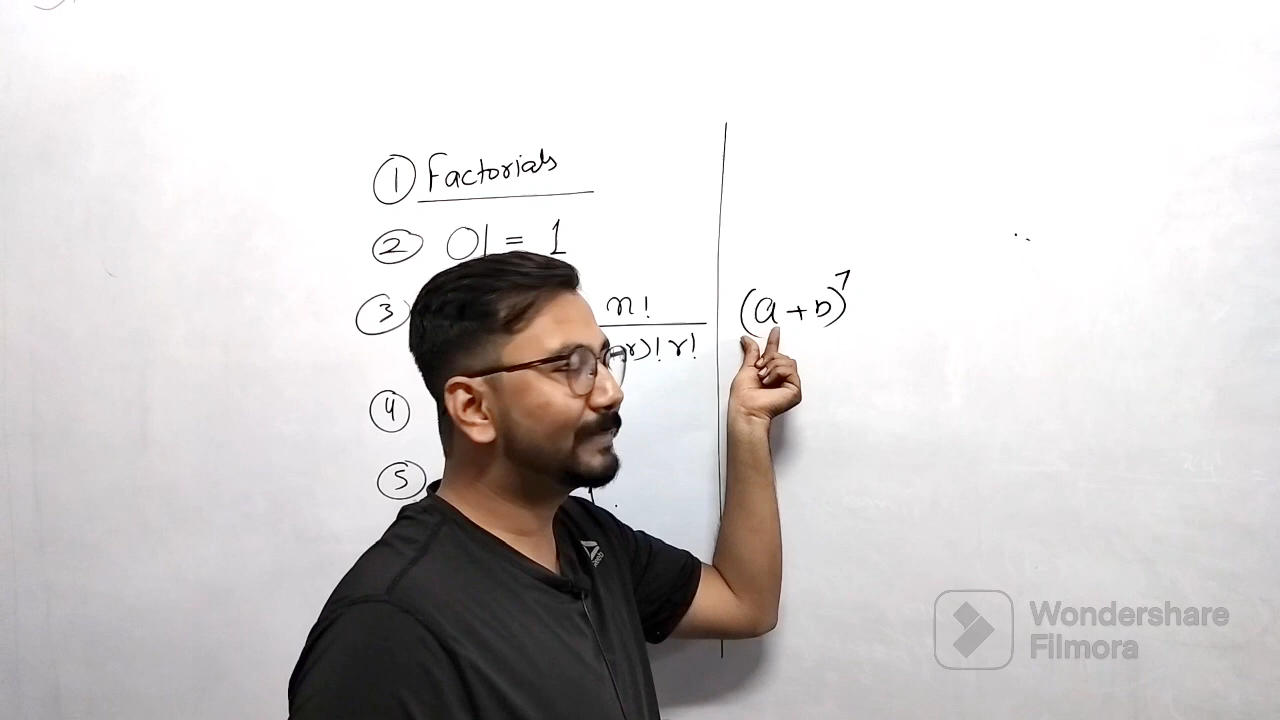 ① Factorials
② 0! = 1
③ n!
-r)! r!
④
⑤
(a+b)⁷
Wondershare
Filmora